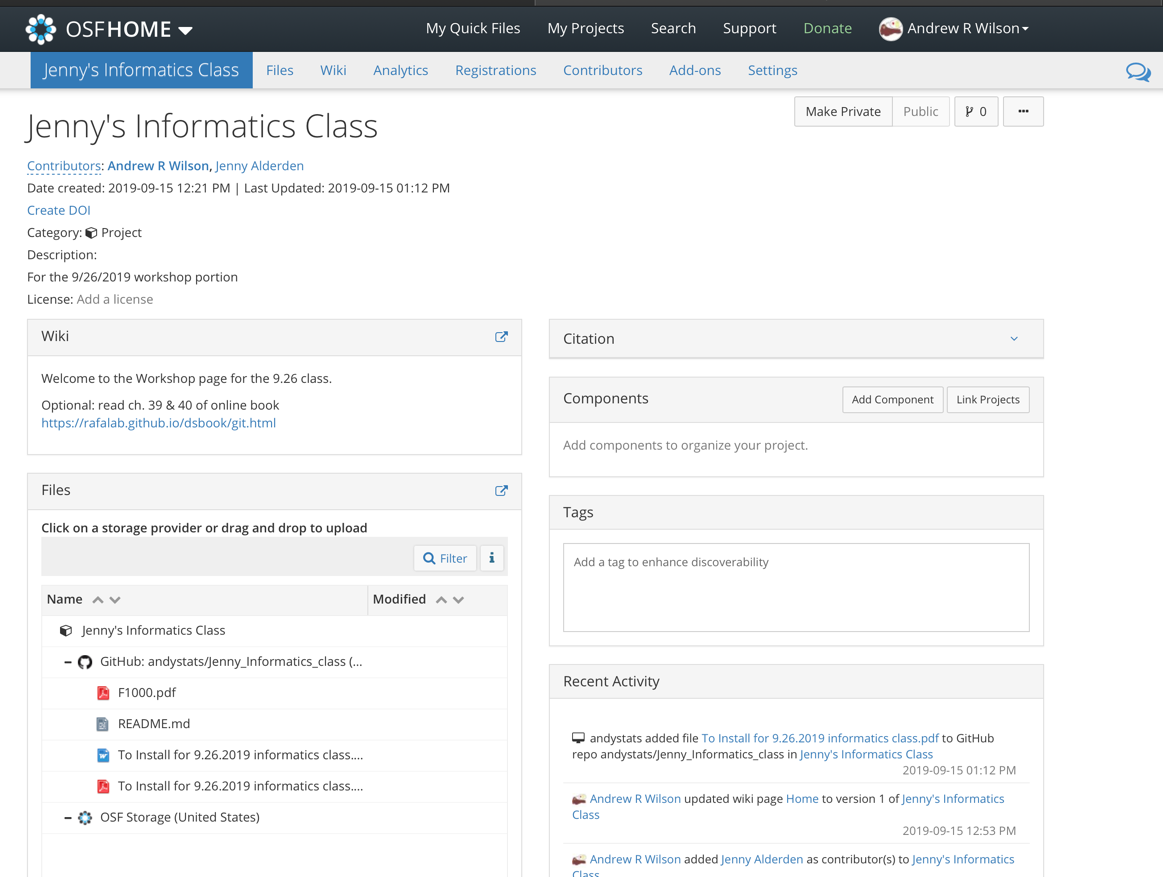 OSFHOME
My Quick Files
My Projects
Search
Support
Donate
Andrew R Wilson
Jenny's Informatics Class
Files
Wiki
Analytics
Registrations
Contributors
Add-ons
Settings
Jenny's Informatics Class
Make Private
Public
0
...
Contributors: Andrew R Wilson, Jenny Alderden
Date created: 2019-09-15 12:21 PM | Last Updated: 2019-09-15 01:12 PM
Create DOI
Category: Project
Description:
For the 9/26/2019 workshop portion
License: Add a license
Wiki
Welcome to the Workshop page for the 9.26 class.
Optional: read ch. 39 & 40 of online book
https://rafalab.github.io/dsbook/git.html
Files
Click on a storage provider or drag and drop to upload
Filter
i
Name
Modified
Jenny's Informatics Class
GitHub: andystats/Jenny_Informatics_class (...
F1000.pdf
README.md
To Install for 9.26.2019 informatics class....
To Install for 9.26.2019 informatics class....
OSF Storage (United States)
Citation
Components
Add Component
Link Projects
Add components to organize your project.
Tags
Add a tag to enhance discoverability
Recent Activity
andystats added file To Install for 9.26.2019 informatics class.pdf to GitHub
repo andystats/Jenny_Informatics_class in Jenny's Informatics Class
2019-09-15 01:12 PM
Andrew R Wilson updated wiki page Home to version 1 of Jenny's Informatics
Class
2019-09-15 12:53 PM
Andrew R Wilson added Jenny Alderden as contributor(s) to Jenny's Informatics
Class